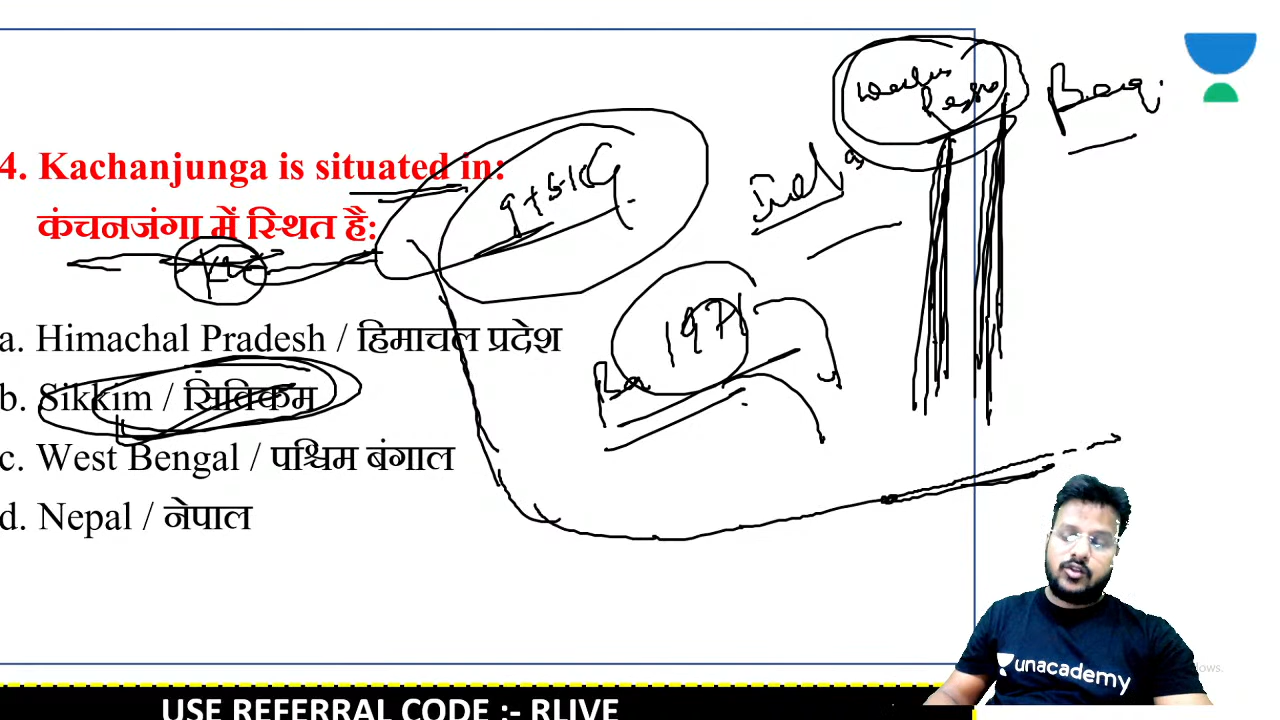 4. Kachanjunga is situated in:
कंचनजंगा में स्थित है:
a. Himachal Pradesh / हिमाचल प्रदेश
b. Sikkim / सिक्किम
c. West Bengal / पश्चिम बंगाल
d. Nepal / नेपाल
1971
unacademy
USE REFERRAL CODE :- RLIVE